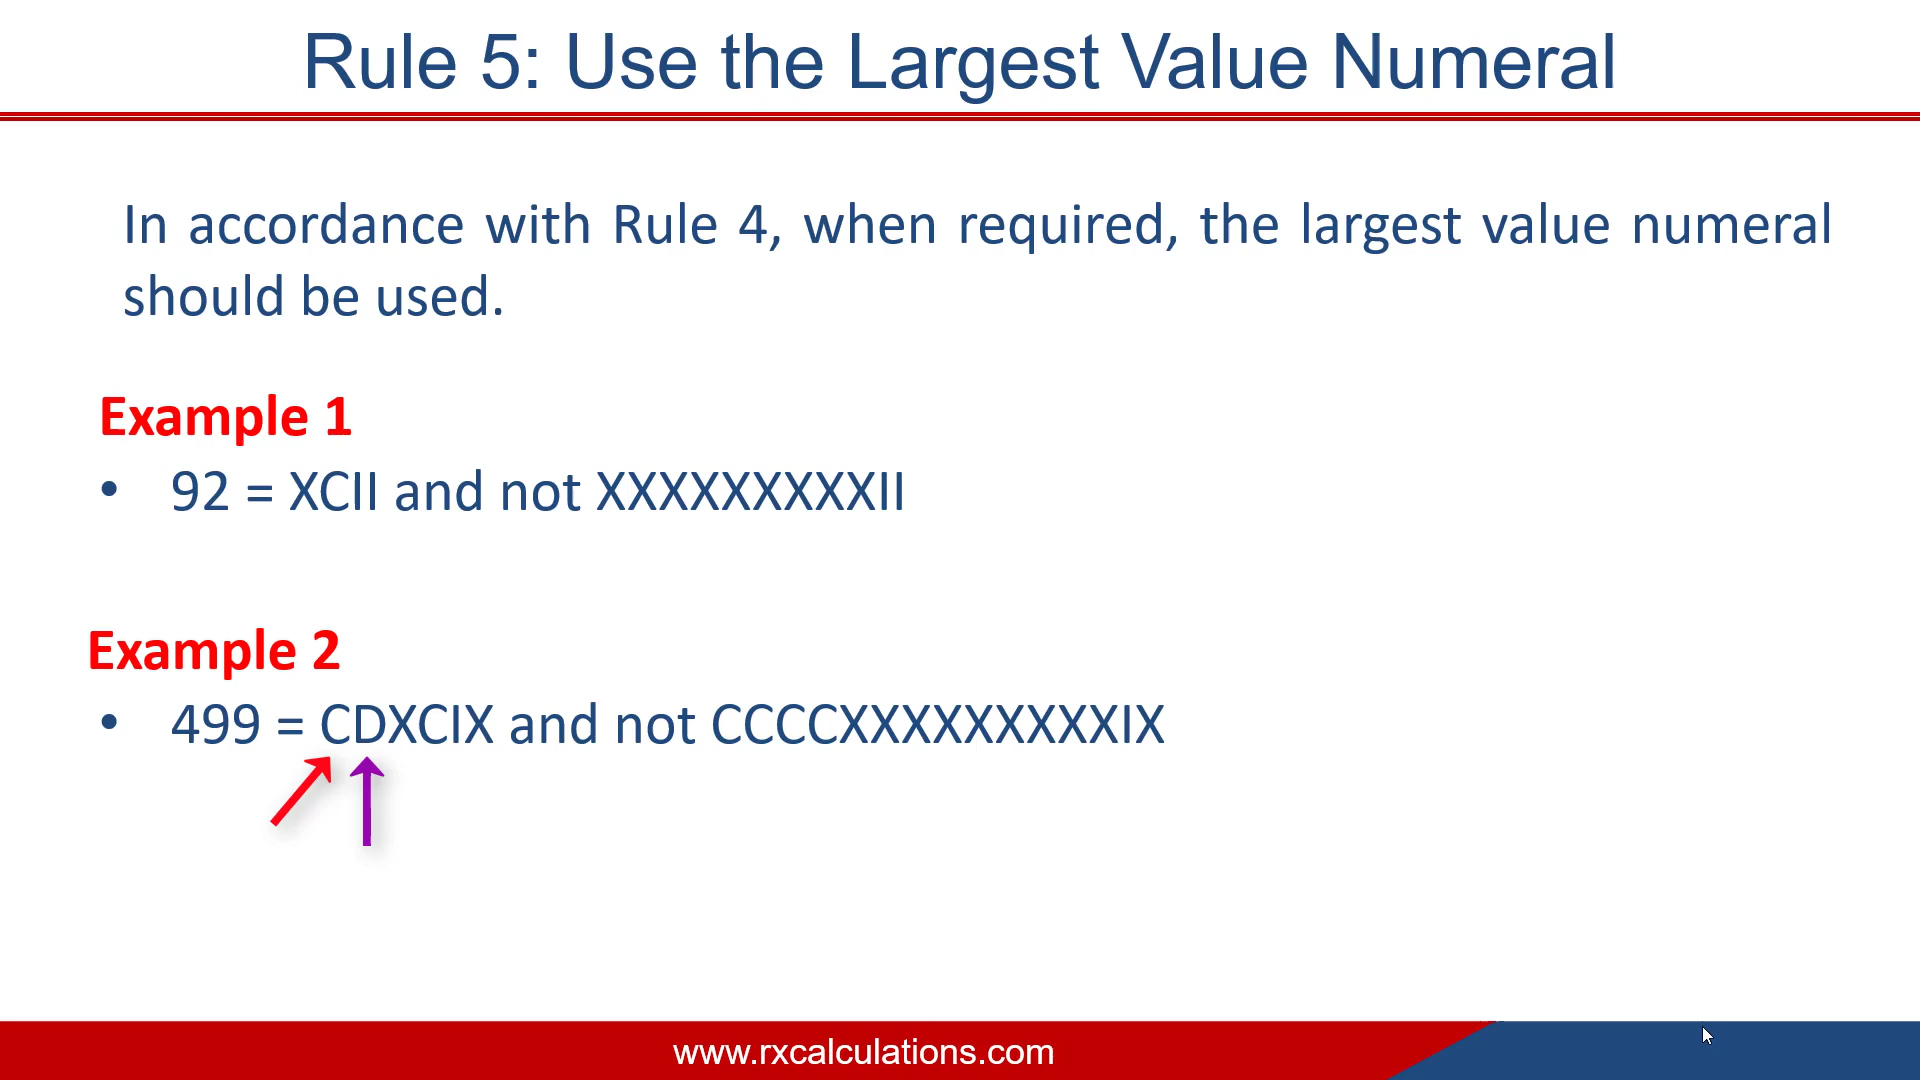 Rule 5: Use the Largest Value Numeral
In accordance with Rule 4, when required, the largest value numeral
should be used.
Example 1
• 92 = XCII and not XXXXXXXXXII
Example 2
• 499 = CDXCIX and not CCCCXXXXXXXXXIX
www.rxcalculations.com